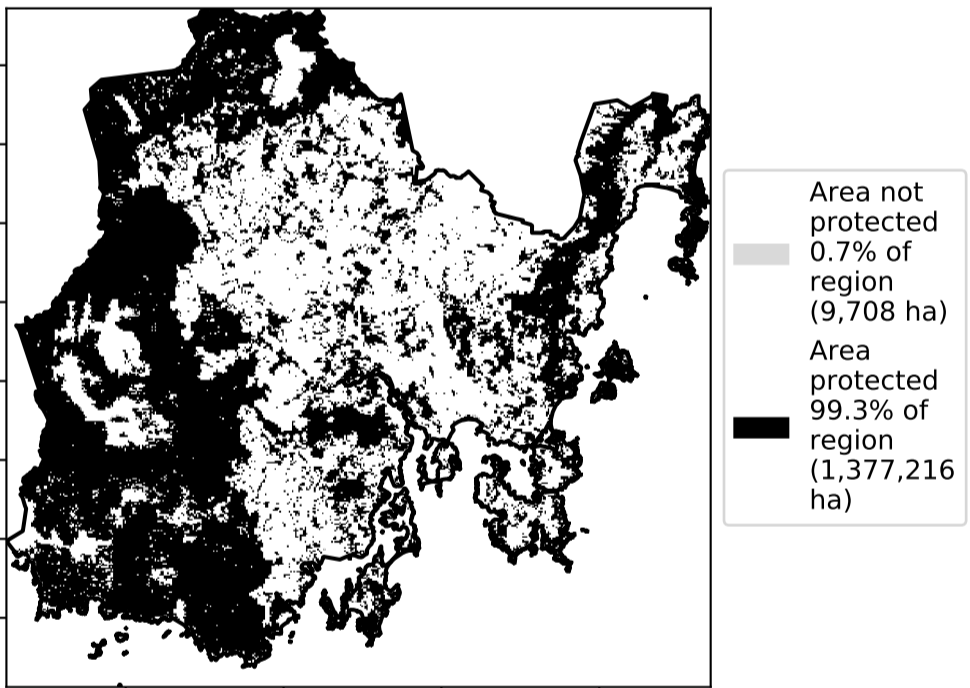 Area not
protected
0.7% of
region
(9,708 ha)
Area
protected
99.3% of
region
(1,377,216
ha)